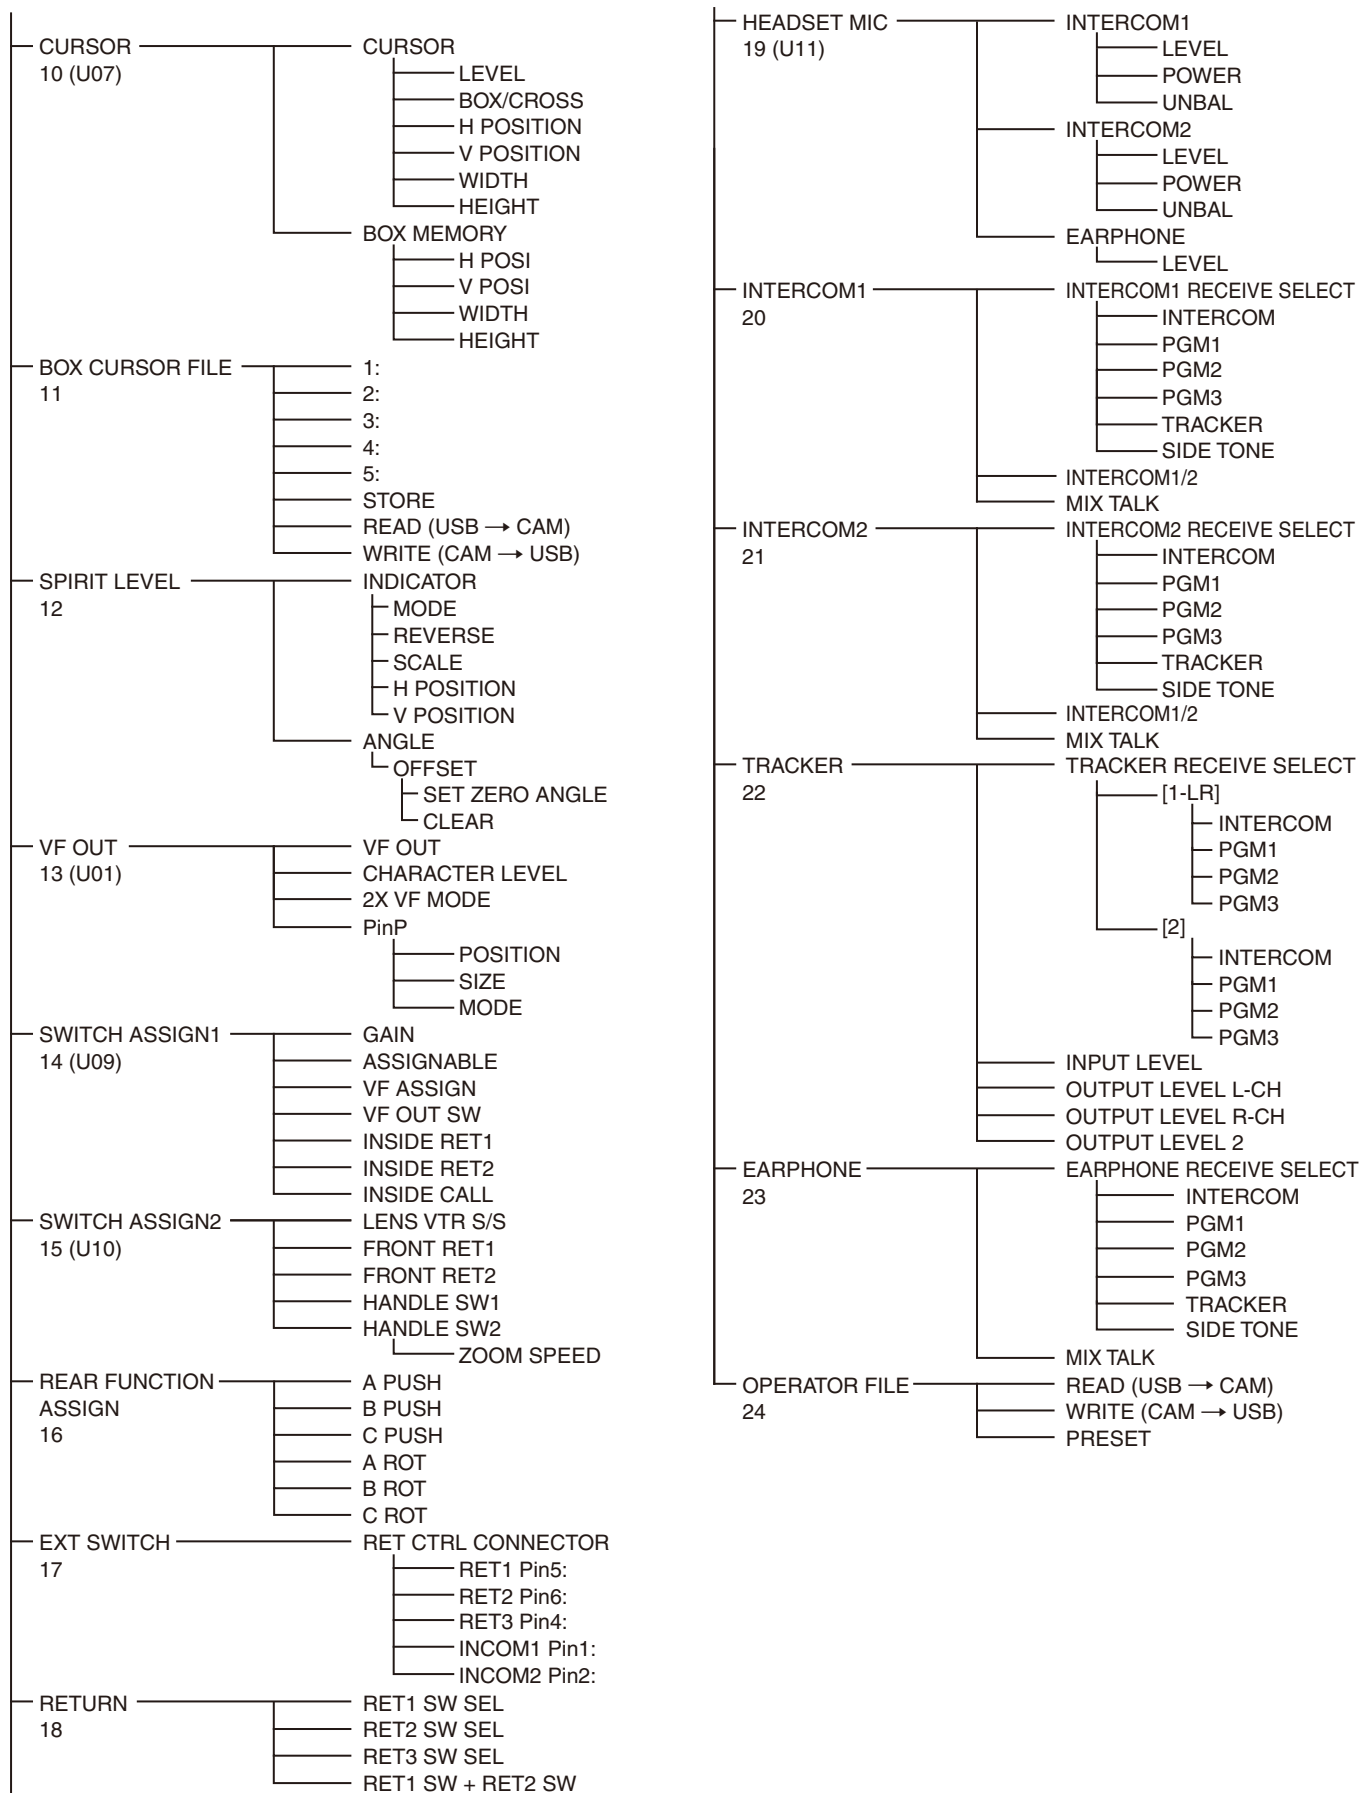 CURSOR
10 (U07)
CURSOR
LEVEL
BOX/CROSS
H POSITION
V POSITION
WIDTH
HEIGHT
BOX MEMORY
H POSI
V POSI
WIDTH
HEIGHT
BOX CURSOR FILE
11
1:
2:
3:
4:
5:
STORE
READ (USB → CAM)
WRITE (CAM → USB)
SPIRIT LEVEL
12
INDICATOR
MODE
REVERSE
SCALE
H POSITION
V POSITION
ANGLE
OFFSET
SET ZERO ANGLE
CLEAR
VF OUT
13 (U01)
VF OUT
CHARACTER LEVEL
2X VF MODE
PinP
POSITION
SIZE
MODE
SWITCH ASSIGN1
14 (U09)
GAIN
ASSIGNABLE
VF ASSIGN
VF OUT SW
INSIDE RET1
INSIDE RET2
INSIDE CALL
SWITCH ASSIGN2
15 (U10)
LENS VTR S/S
FRONT RET1
FRONT RET2
HANDLE SW1
HANDLE SW2
ZOOM SPEED
REAR FUNCTION
ASSIGN
16
A PUSH
B PUSH
C PUSH
A ROT
B ROT
C ROT
EXT SWITCH
17
RET CTRL CONNECTOR
RET1 Pin5:
RET2 Pin6:
RET3 Pin4:
INCOM1 Pin1:
INCOM2 Pin2:
RETURN
18
RET1 SW SEL
RET2 SW SEL
RET3 SW SEL
RET1 SW + RET2 SW
HEADSET MIC
19 (U11)
INTERCOM1
LEVEL
POWER
UNBAL
INTERCOM2
LEVEL
POWER
UNBAL
EARPHONE
LEVEL
INTERCOM1
20
INTERCOM1 RECEIVE SELECT
INTERCOM
PGM1
PGM2
PGM3
TRACKER
SIDE TONE
INTERCOM1/2
MIX TALK
INTERCOM2
21
INTERCOM2 RECEIVE SELECT
INTERCOM
PGM1
PGM2
PGM3
TRACKER
SIDE TONE
INTERCOM1/2
MIX TALK
TRACKER
22
TRACKER RECEIVE SELECT
[1-LR]
INTERCOM
PGM1
PGM2
PGM3
[2]
INTERCOM
PGM1
PGM2
PGM3
INPUT LEVEL
OUTPUT LEVEL L-CH
OUTPUT LEVEL R-CH
OUTPUT LEVEL 2
EARPHONE
23
EARPHONE RECEIVE SELECT
INTERCOM
PGM1
PGM2
PGM3
TRACKER
SIDE TONE
MIX TALK
OPERATOR FILE
24
READ (USB → CAM)
WRITE (CAM → USB)
PRESET